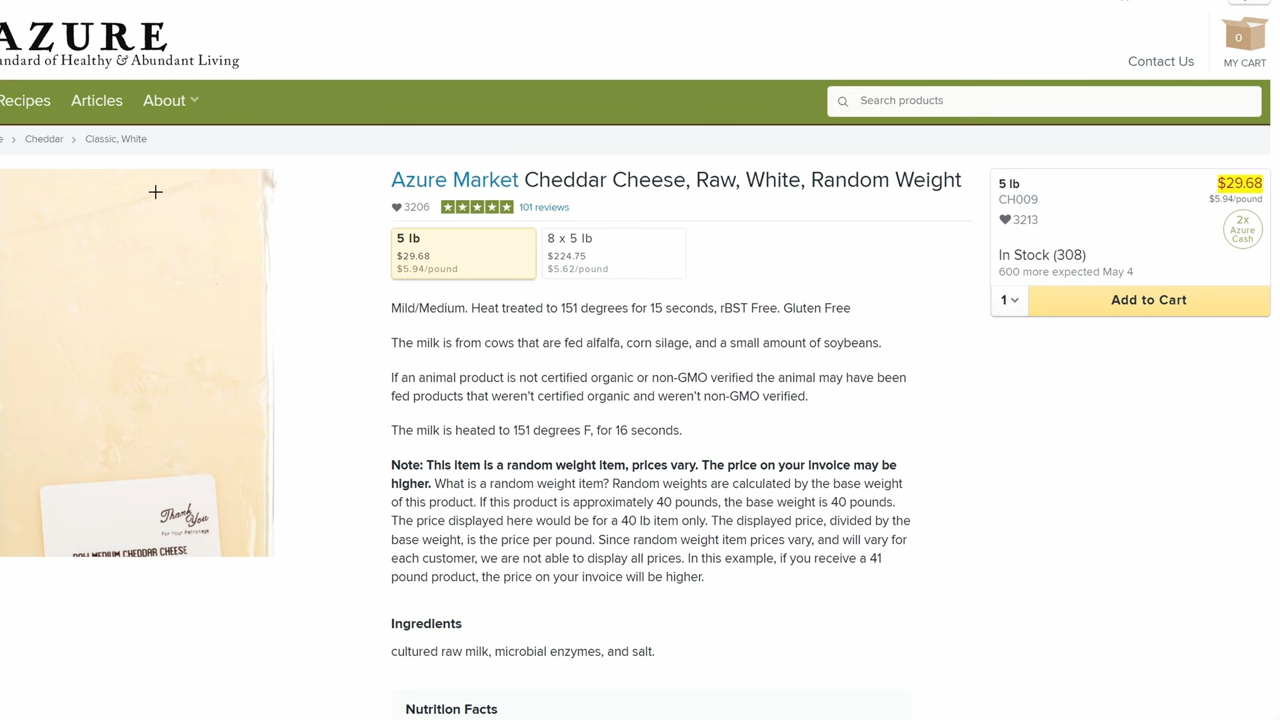 AZURE
andard of Healthy & Abundant Living
0
Contact Us
MY CART
Recipes Articles About
Search products
Cheddar > Classic, White
Azure Market Cheddar Cheese, Raw, White, Random Weight
3206 101 reviews
5 lb
$29.68
$5.94/pound
8 x 5 lb
$224.75
$5.62/pound
5 lb
$29.68
CH009
$5.94/pound
3213
2x
Azure
Cash
In Stock (308)
600 more expected May 4
1 Add to Cart
Mild/Medium. Heat treated to 151 degrees for 15 seconds, rBST Free. Gluten Free
The milk is from cows that are fed alfalfa, corn silage, and a small amount of soybeans.
If an animal product is not certified organic or non-GMO verified the animal may have been
fed products that weren't certified organic and weren't non-GMO verified.
The milk is heated to 151 degrees F, for 16 seconds.
Note: This item is a random weight item, prices vary. The price on your invoice may be
higher. What is a random weight item? Random weights are calculated by the base weight
of this product. If this product is approximately 40 pounds, the base weight is 40 pounds.
The price displayed here would be for a 40 lb item only. The displayed price, divided by the
base weight, is the price per pound. Since random weight item prices vary, and will vary for
each customer, we are not able to display all prices. In this example, if you receive a 41
pound product, the price on your invoice will be higher.
Ingredients
cultured raw milk, microbial enzymes, and salt.
Nutrition Facts
Thank
You
For Your Patronage
RAW MEDIUM CHEDDAR CHEESE